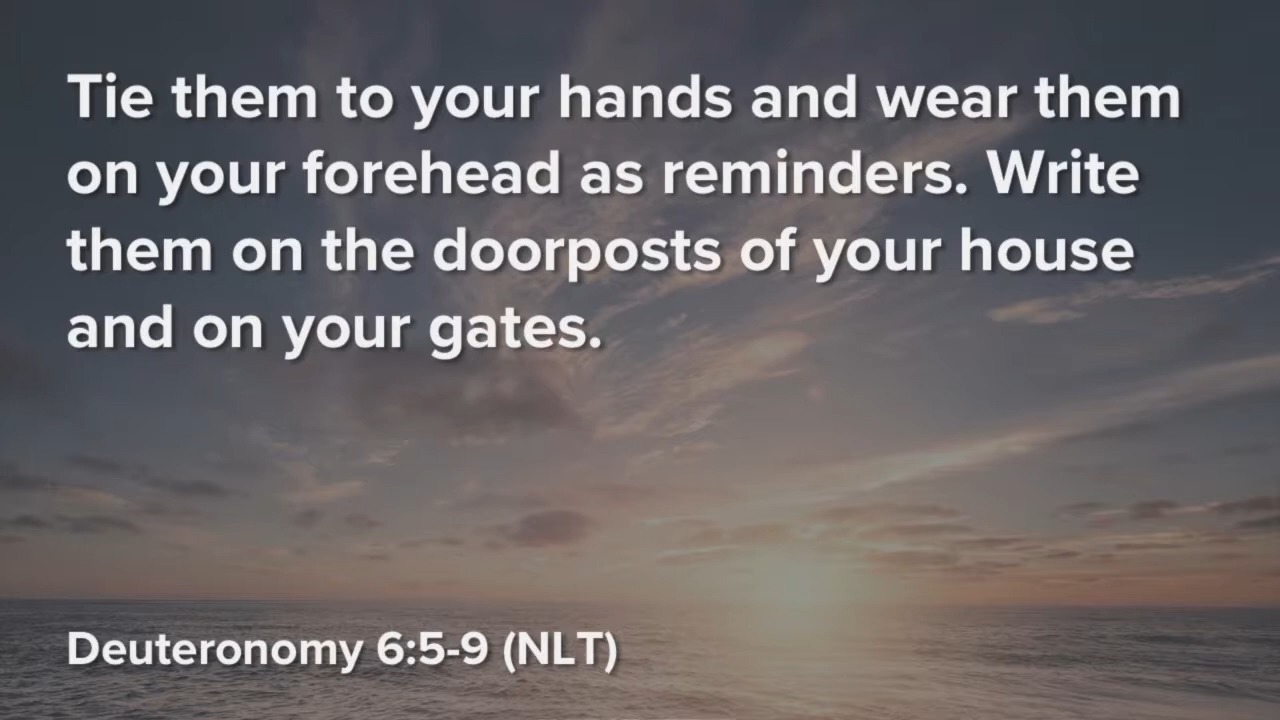 Tie them to your hands and wear them
on your forehead as reminders. Write
them on the doorposts of your house
and on your gates.
Deuteronomy 6:5-9 (NLT)